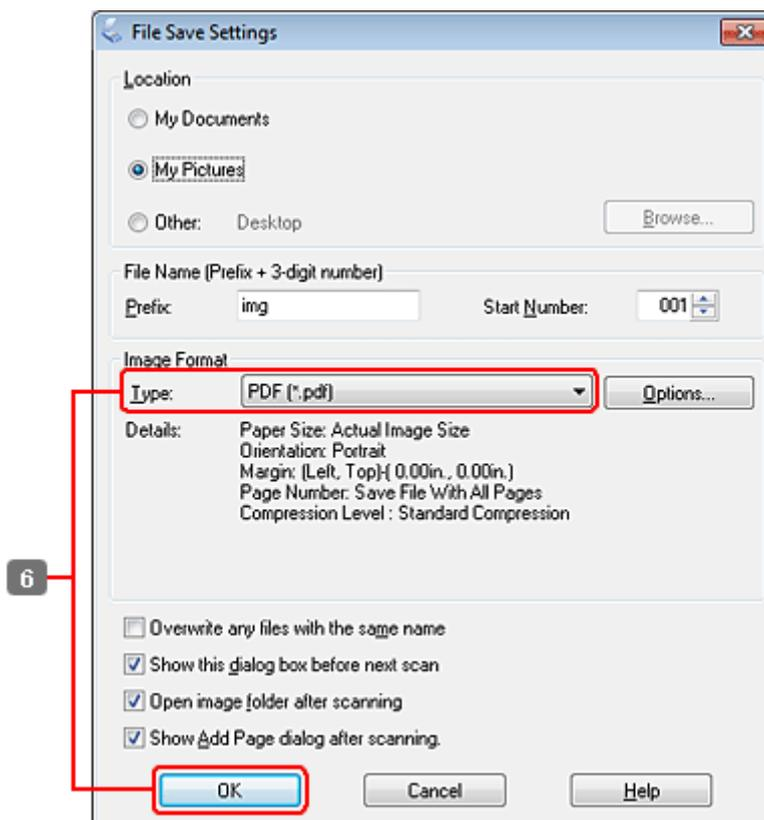 File Save Settings
Location
My Documents
My Pictures
Other: Desktop Browse...
File Name (Prefix + 3-digit number)
Prefix: img Start Number: 001
Image Format
Type: PDF (*.pdf) Options...
Details: Paper Size: Actual Image Size
Orientation: Portrait
Margin: (Left, Top)-( 0.00in., 0.00in.)
Page Number: Save File With All Pages
Compression Level : Standard Compression
6
Overwrite any files with the same name
Show this dialog box before next scan
Open image folder after scanning
Show Add Page dialog after scanning.
OK Cancel Help